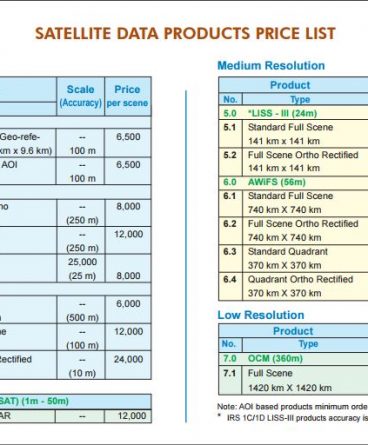 SATELLITE DATA PRODUCTS PRICE LIST
Scale Price
(Accuracy) per scene
Geo-refe- -- 6,500
km x 9.6 km) 100 m
AOI -- 6,500
100 m
-- 8,000
(250 m)
-- 12,000
(250 m)
25,000
(25 m) 8,000
-- 6,000
(500 m)
-- 12,000
(100 m)
Rectified -- 24,000
(10 m)
SAT) (1m - 50m)
AR -- 12,000
Medium Resolution
Product
No. Type
5.0 *LISS - III (24m)
5.1 Standard Full Scene
141 km x 141 km
5.2 Full Scene Ortho Rectified
141 km x 141 km
6.0 AWiFS (56m)
6.1 Standard Full Scene
740 km X 740 km
6.2 Full Scene Ortho Rectified
740 km X 740 km
6.3 Standard Quadrant
370 km X 370 km
6.4 Quadrant Ortho Rectified
370 km X 370 km
Low Resolution
Product
No. Type
7.0 OCM (360m)
7.1 Full Scene
1420 km X 1420 km
Note: AOI based products minimum orde
* IRS 1C/1D LISS-III products accuracy is